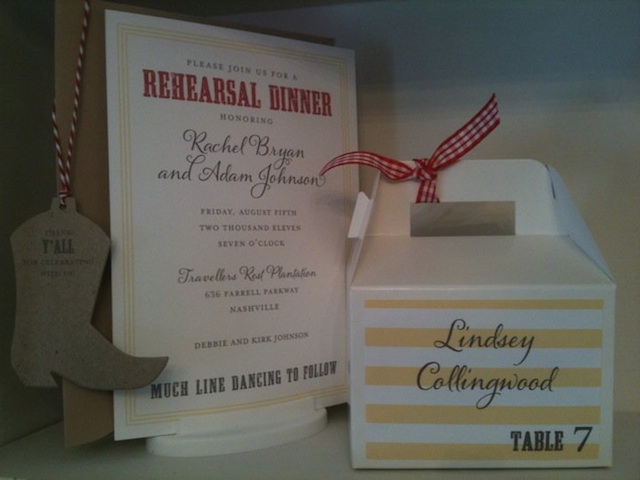 THANK
Y'ALL
FOR CELEBRATING
WITH US!
PLEASE JOIN US FOR A
REHEARSAL DINNER
HONORING
Rachel Bryan
and Adam Johnson
FRIDAY, AUGUST FIFTH
TWO THOUSAND ELEVEN
SEVEN O'CLOCK
Travellers Rest Plantation
636 FARRELL PARKWAY
NASHVILLE
DEBBIE AND KIRK JOHNSON
MUCH LINE DANCING TO FOLLOW
Lindsey
Collingwood
TABLE 7